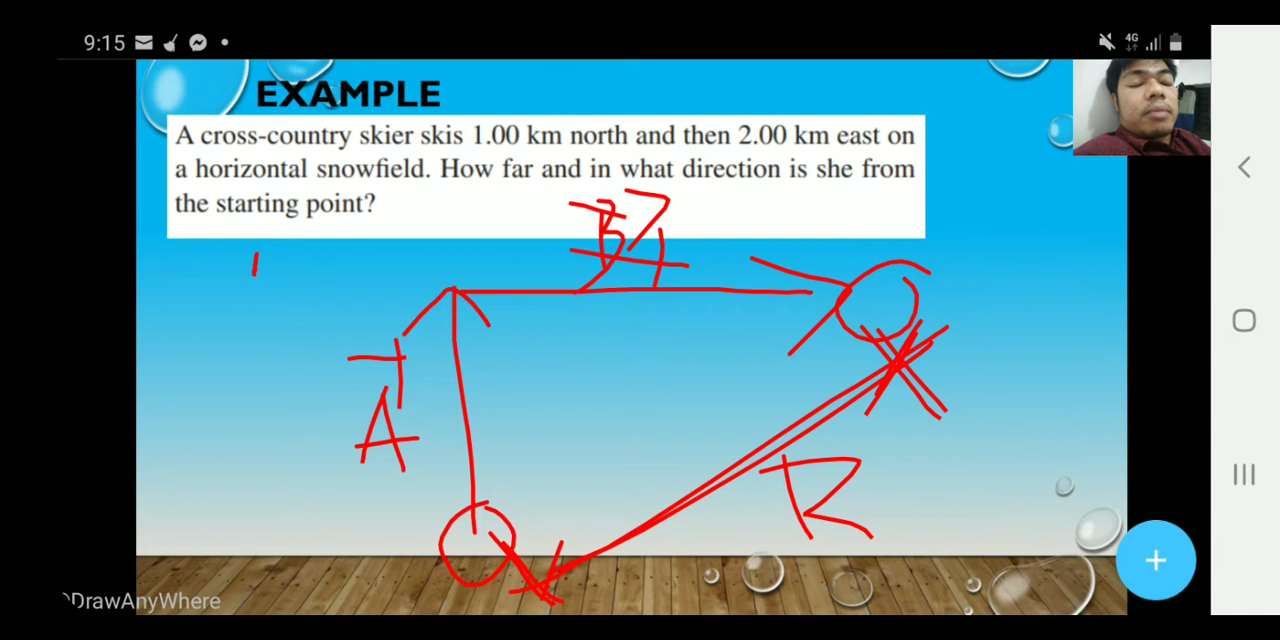 9:15
4G
EXAMPLE
A cross-country skier skis 1.00 km north and then 2.00 km east on
a horizontal snowfield. How far and in what direction is she from
the starting point?
B
A
R
DrawAnyWhere